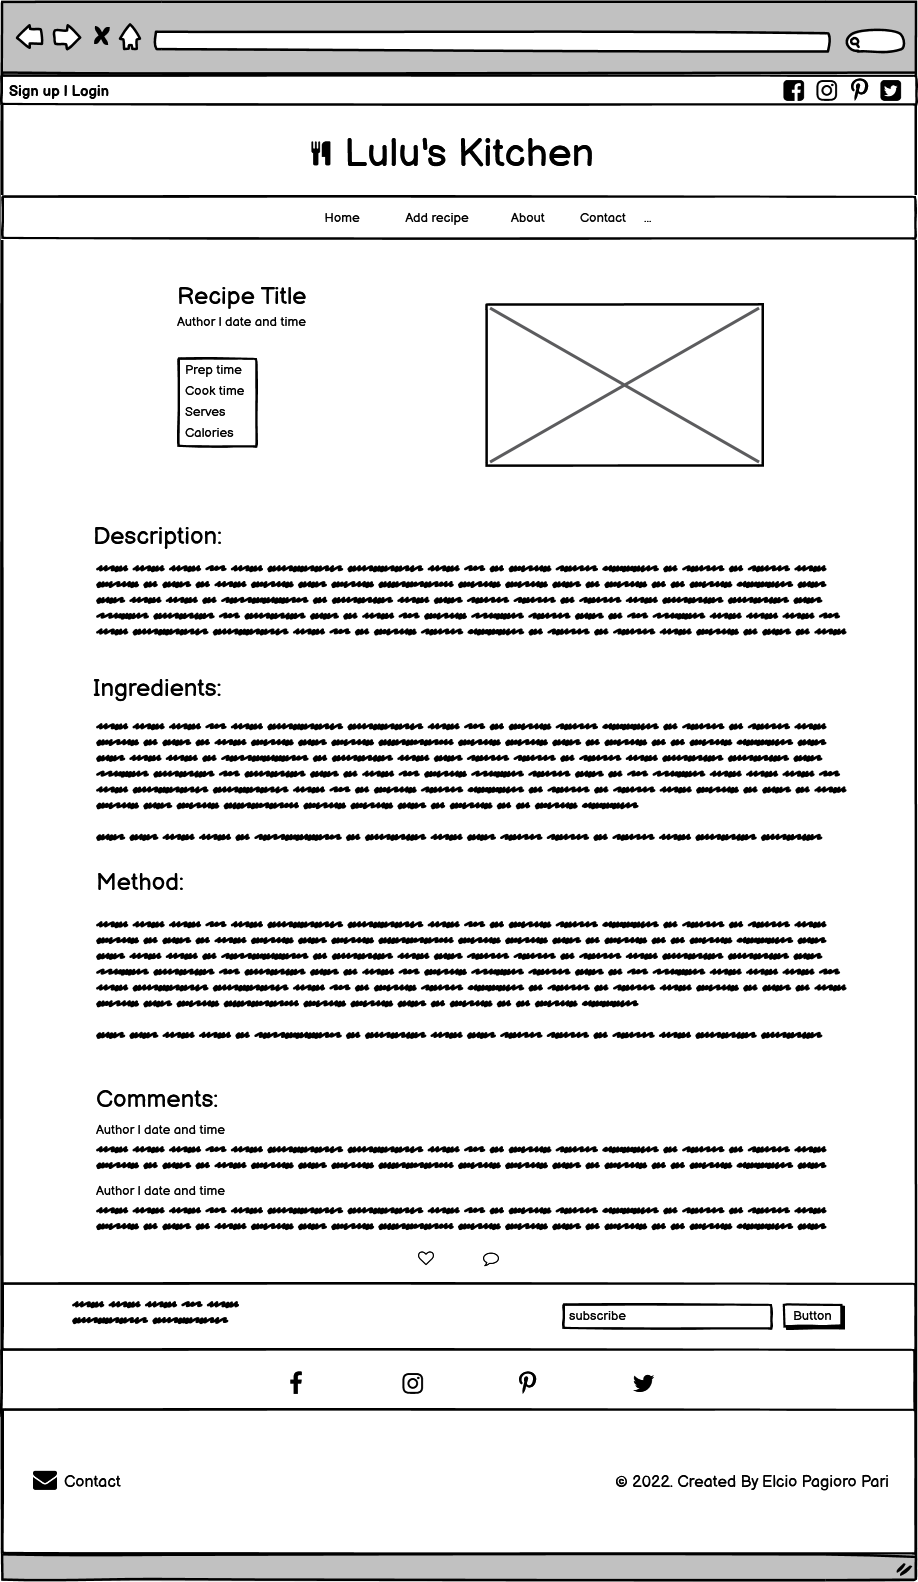 Sign up | Login
Lulu's Kitchen
Home Add recipe About Contact ...
Recipe Title
Author | date and time
Prep time
Cook time
Serves
Calories
Description:
Ingredients:
Method:
Comments:
Author | date and time
Author | date and time
subscribe Button
Contact © 2022. Created By Elcio Pagioro Pari